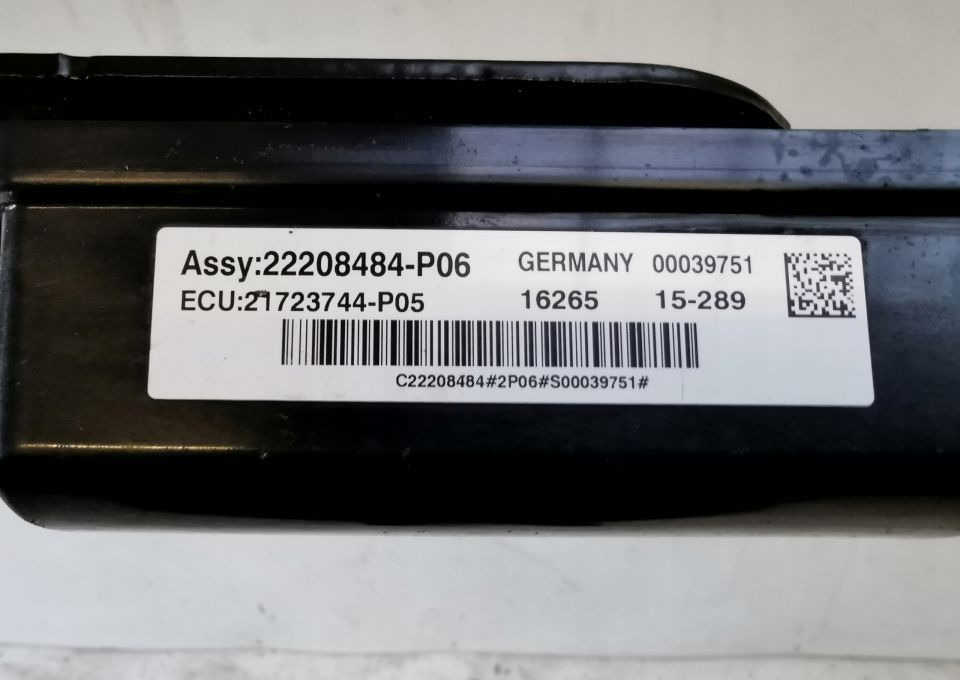 Assy:22208484-P06 GERMANY 00039751
ECU:21723744-P05 16265 15-289
C22208484#2P06#S00039751#